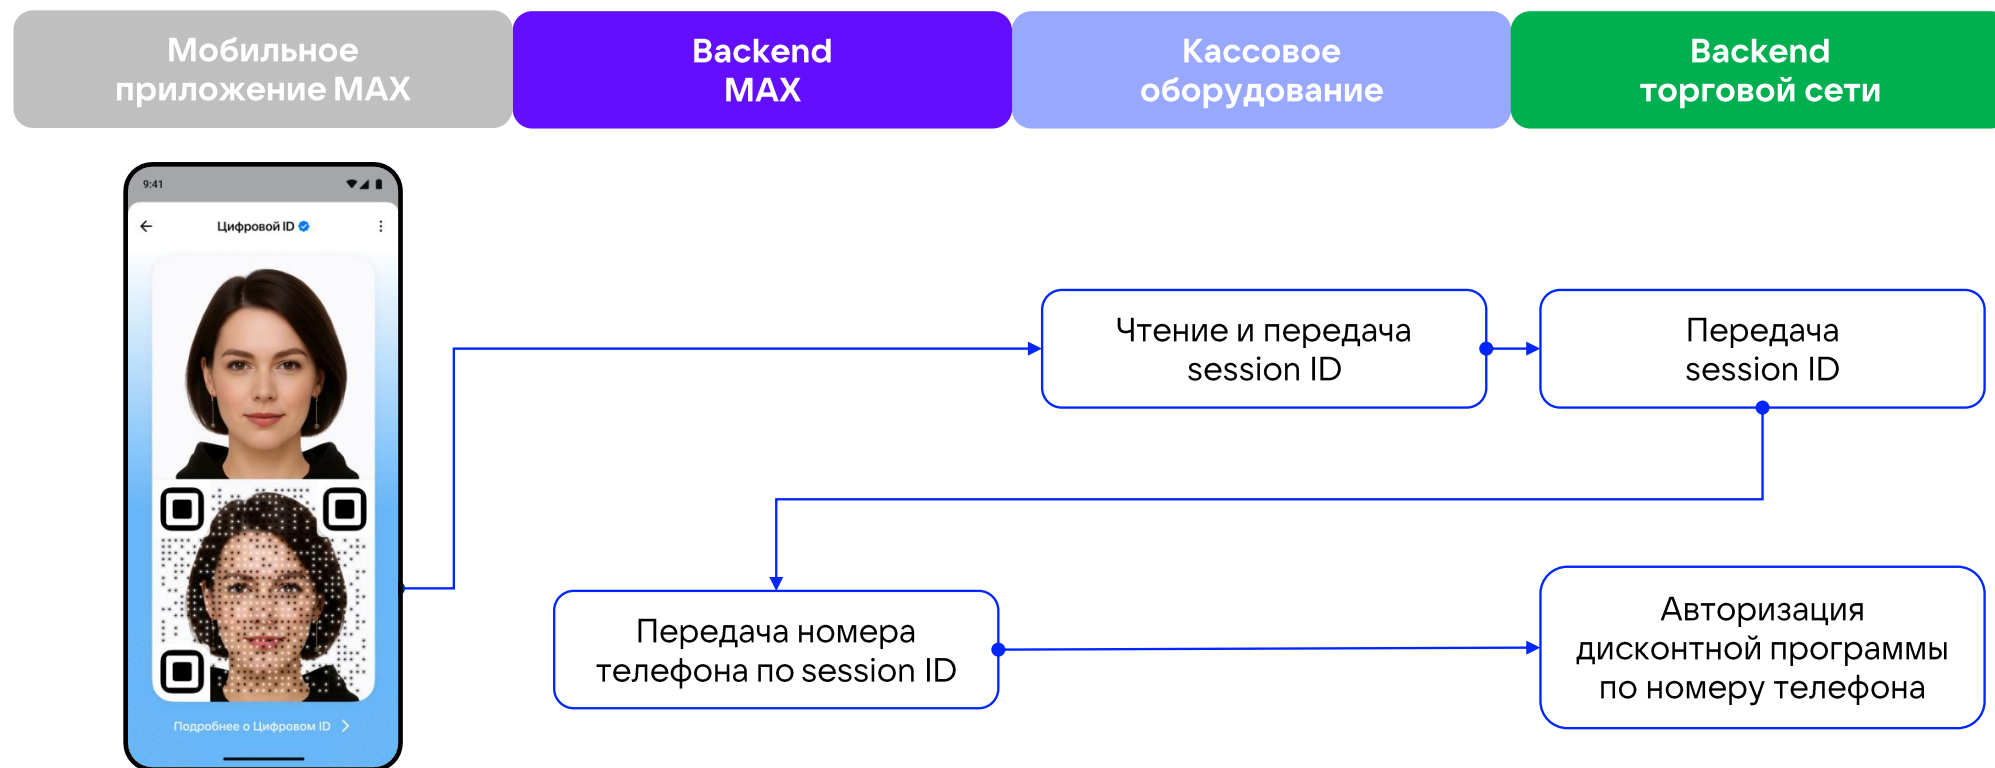 Мобильное
приложение MAX
Backend
MAX
Кассовое
оборудование
Backend
торговой сети
9:41
Цифровой ID
Чтение и передача
session ID
Передача
session ID
Передача номера
телефона по session ID
Авторизация
дисконтной программы
по номеру телефона
Подробнее о Цифровом ID